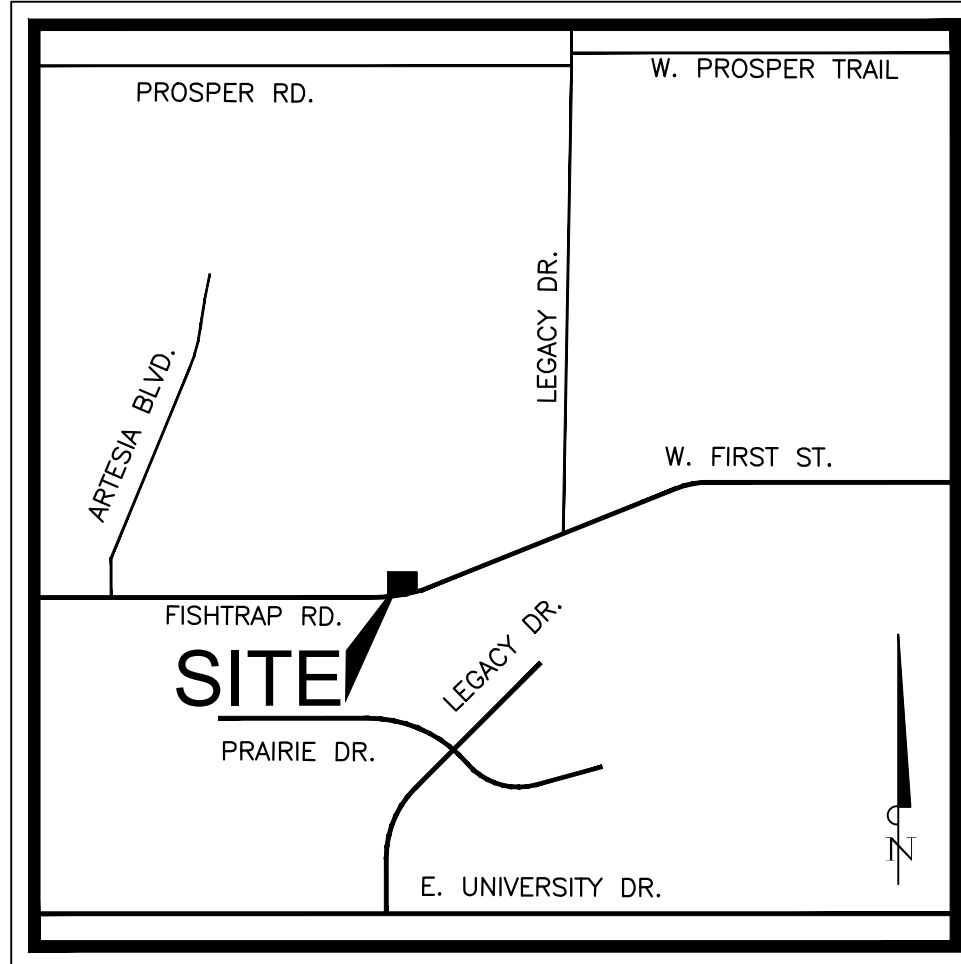 W. PROSPER TRAIL
PROSPER RD.
LEGACY DR.
ARTESIA BLVD.
W. FIRST ST.
FISHTRAP RD.
SITE
LEGACY DR.
PRAIRIE DR.
N
E. UNIVERSITY DR.